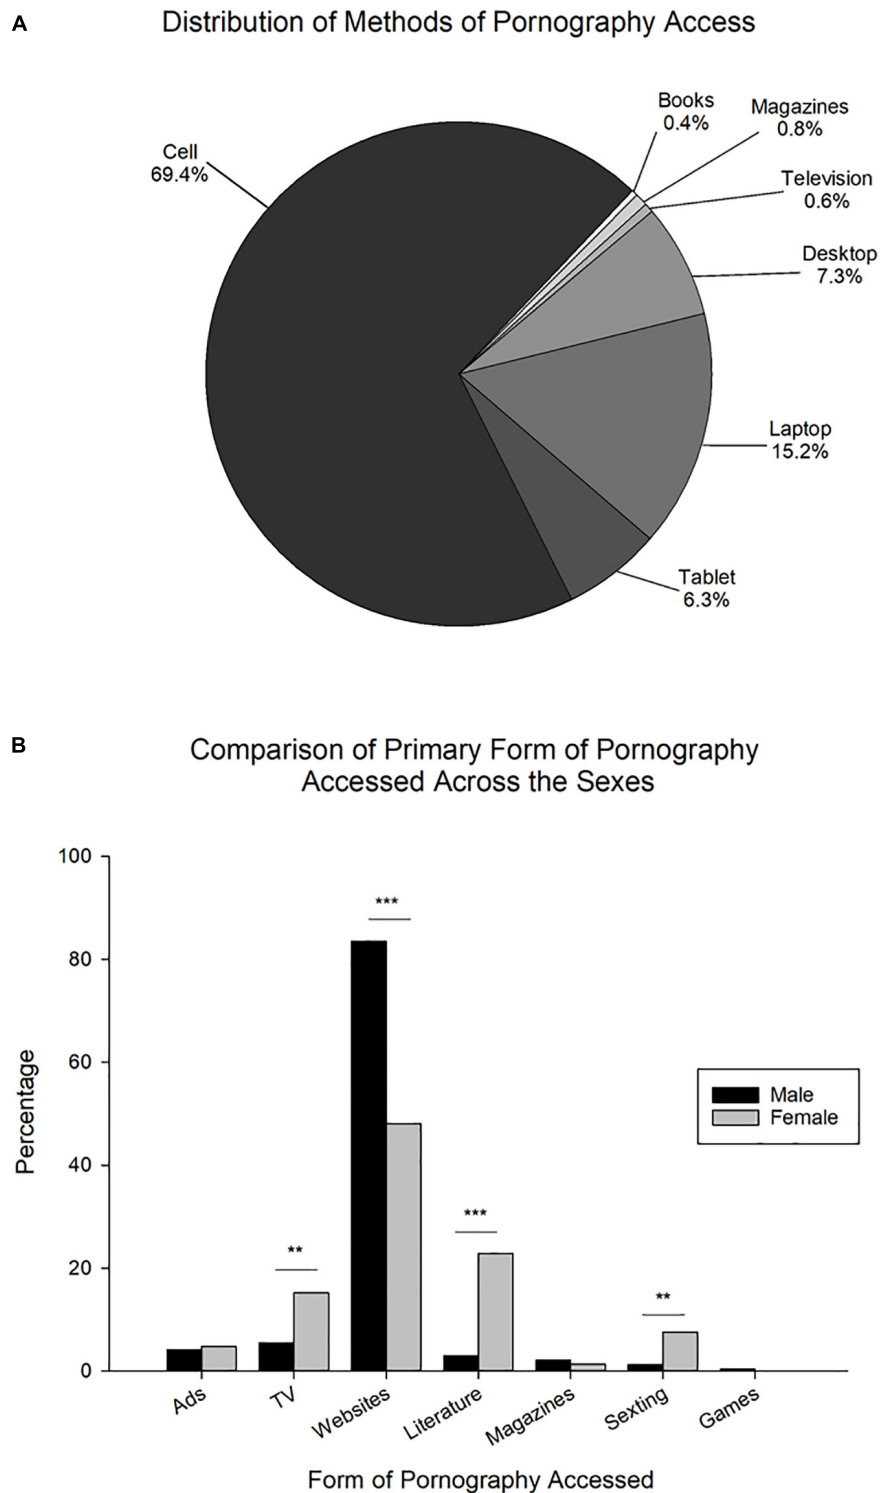 A
Distribution of Methods of Pornography Access
Books
0.4%
Magazines
0.8%
Cell
69.4%
Television
0.6%
Desktop
7.3%
Laptop
15.2%
Tablet
6.3%
B
Comparison of Primary Form of Pornography
Accessed Across the Sexes
100
80
60
40
20
0
Percentage
***
**
***
**
Male
Female
Ads
TV
Websites
Literature
Magazines
Sexting
Games
Form of Pornography Accessed